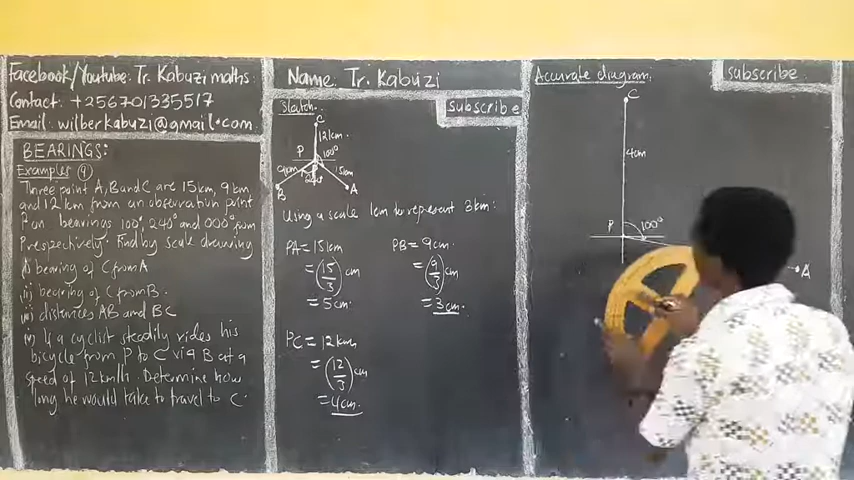 Facebook/Youtube: Tr. Kabuzi maths.
Contact: +256701335517
Email: wilberkabuzi@gmail.com
BEARINGS:
Examples 9
Three point A, B and C are 15km, 9km
and 12km from an observation point
P on bearings 100°, 240° and 000° from
P respectively. Find by scale drawing
i) bearing of C from A
ii) bearing of C from B.
iii) distances AB and BC
iv) if a cyclist steadily rides his
bicycle from P to C via B at a
speed of 12km/h. Determine how
long he would take to travel to C.
Name: Tr. Kabuzi
Sketch.
subscribe
C
12km.
P
100°
9km
240°
15km
B
A
Using a scale 1cm to represent 3km:
PA = 15km
= (15/3) cm
= 5cm
PB = 9cm.
= (9/3) cm
= 3cm.
PC = 12km
= (12/3) cm
= 4cm.
Accurate diagram.
subscribe
C
4cm
P
100°
A